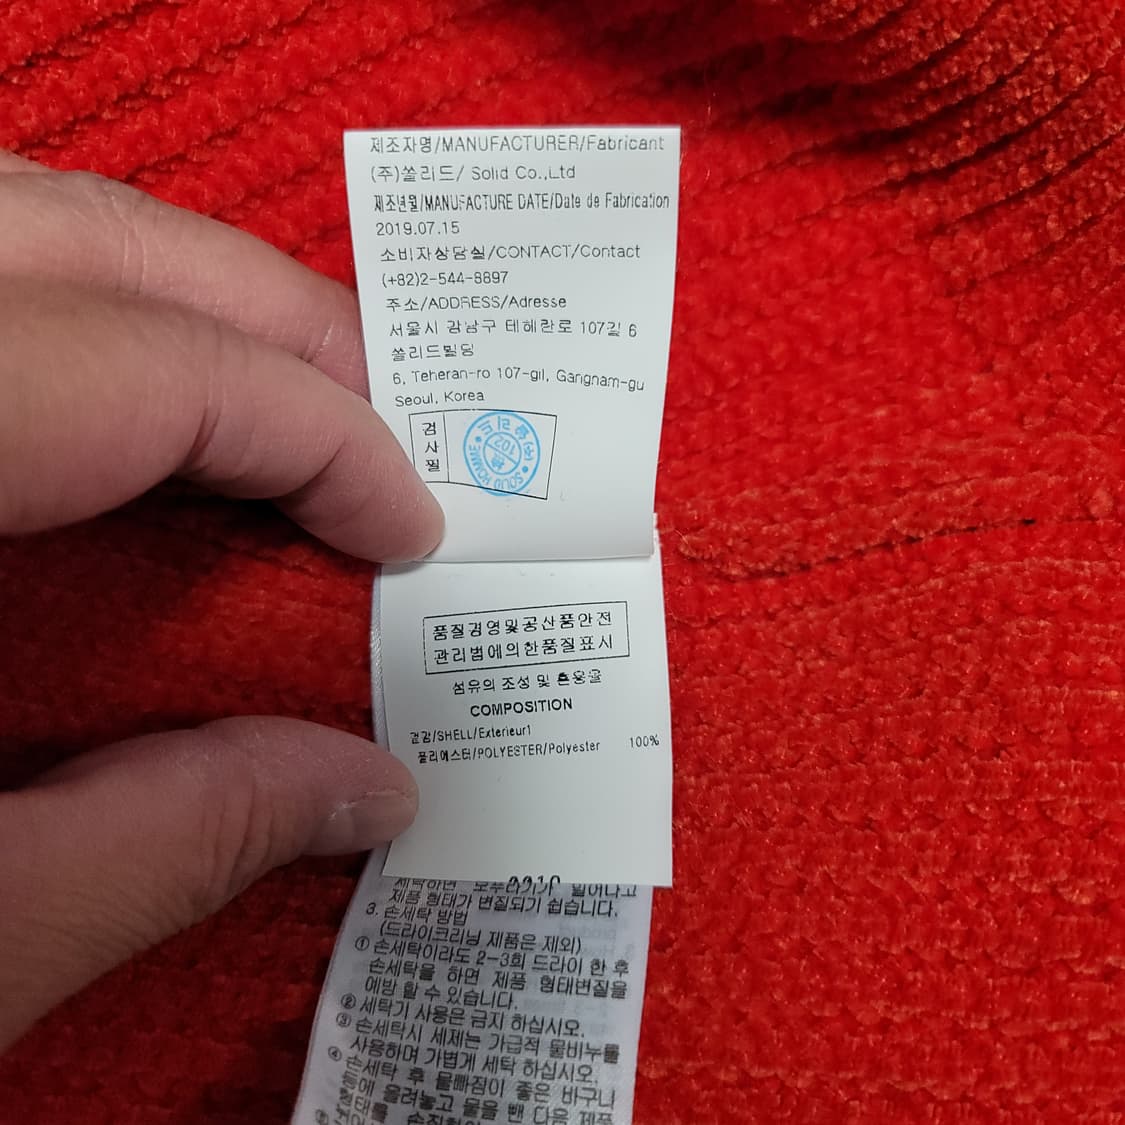 제조자명/MANUFACTURER/Fabricant
(주)쏠리드/ Solid Co.,Ltd
제조년월/MANUFACTURE DATE/Date de Fabrication
2019.07.15
소비자상담실/CONTACT/Contact
(+82)2-544-8897
주소/ADDRESS/Adresse
서울시 강남구 테헤란로 107길 6
쏠리드빌딩
6, Teheran-ro 107-gil, Gangnam-gu
Seoul, Korea
검
사
필
(주)쏠리드
102
SOLID HOMME
품질경영및공산품안전
관리법에의한품질표시
섬유의 조성 및 혼용율
COMPOSITION
겉감/SHELL/Exterieur1
폴리에스터/POLYESTER/Polyester 100%
제품 형태가 변질되기 쉽습니다.
3. 손세탁 방법
(드라이크리닝 제품은 제외)
① 손세탁이라도 2-3회 드라이 한 후
손세탁을 하면 제품 형태변질을
예방 할 수 있습니다.
② 세탁기 사용은 금지 하십시오.
③ 손세탁시 세제는 가급적 물비누를
사용하며 가볍게 세탁 하십시오.
④ 손세탁 후 물빠짐이 좋은 바구니
등에 올려놓고 물을 뺀 다음 제품